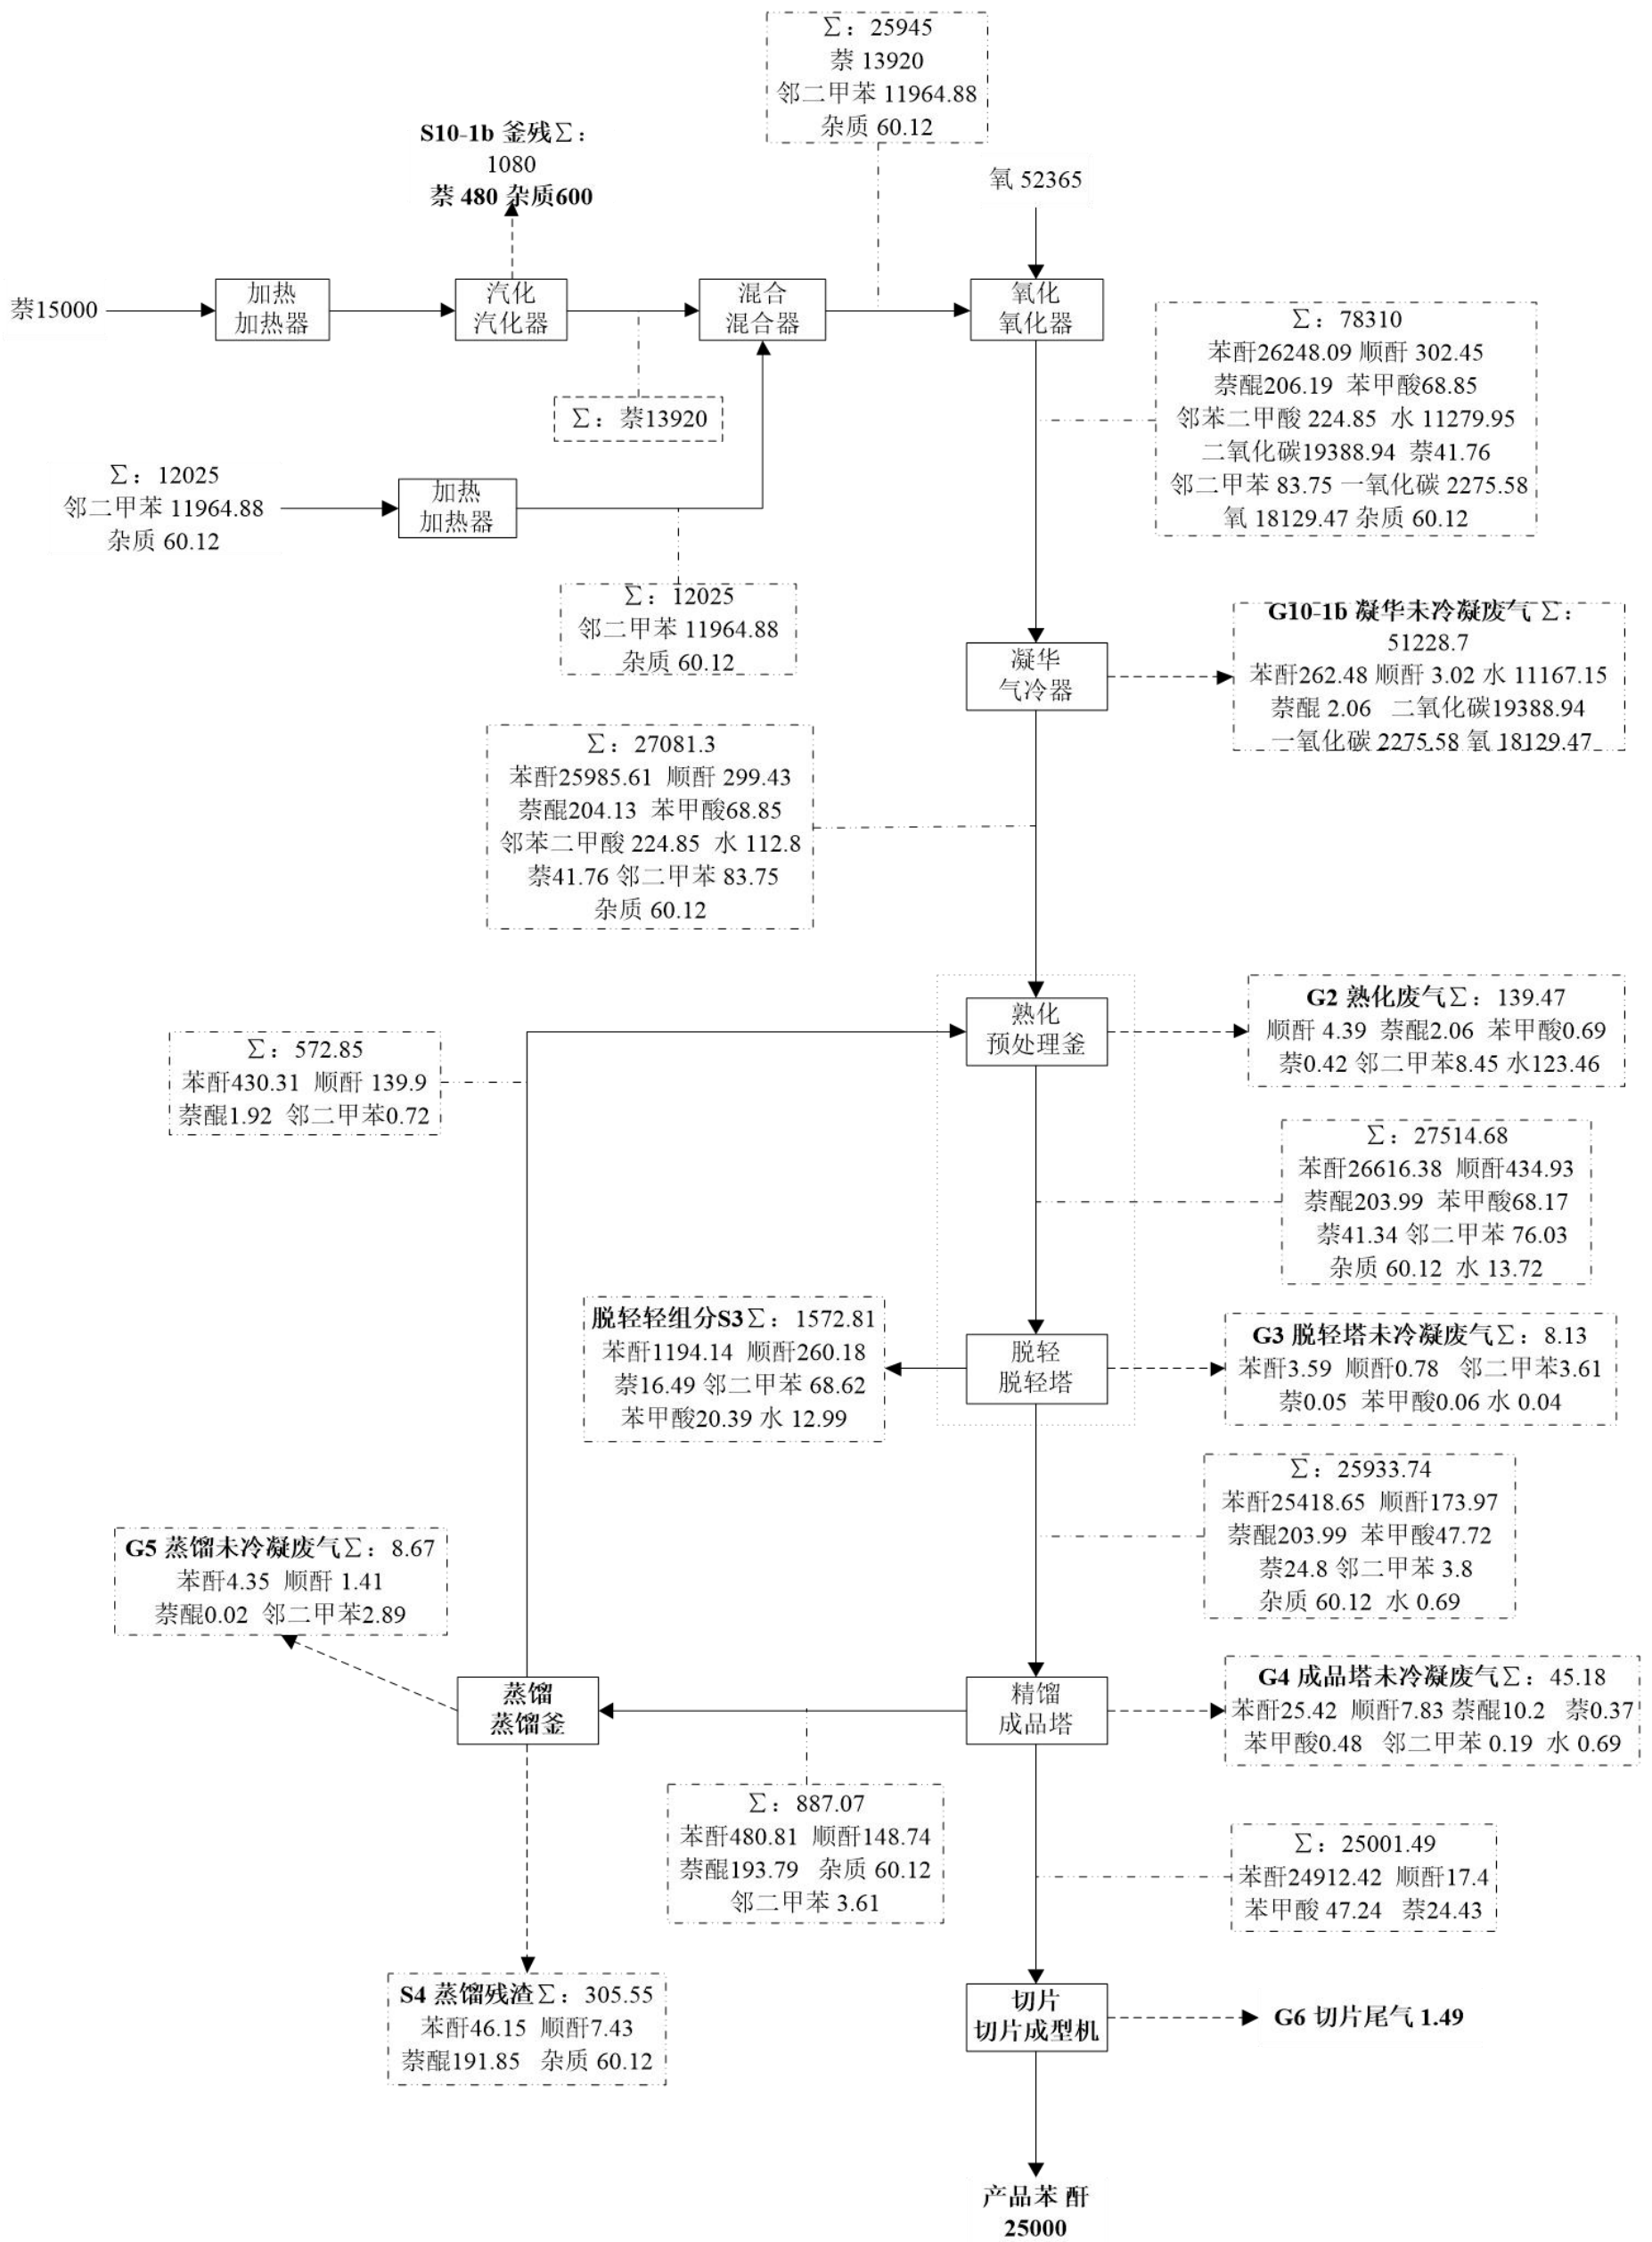 ∑：25945
萘 13920
邻二甲苯 11964.88
杂质 60.12
S10-1b 釜残∑：
1080
萘 480 杂质600
氧 52365
萘15000
加热
加热器
汽化
汽化器
混合
混合器
氧化
氧化器
∑：78310
苯酐26248.09 顺酐 302.45
萘醌206.19 苯甲酸68.85
邻苯二甲酸 224.85 水 11279.95
二氧化碳19388.94 萘41.76
邻二甲苯 83.75 一氧化碳 2275.58
氧 18129.47 杂质 60.12
∑：萘13920
∑：12025
邻二甲苯 11964.88
杂质 60.12
加热
加热器
∑：12025
邻二甲苯 11964.88
杂质 60.12
G10-1b 凝华未冷凝废气 ∑：
51228.7
苯酐262.48 顺酐 3.02 水 11167.15
萘醌 2.06 二氧化碳19388.94
一氧化碳 2275.58 氧 18129.47
凝华
气冷器
∑：27081.3
苯酐25985.61 顺酐 299.43
萘醌204.13 苯甲酸68.85
邻苯二甲酸 224.85 水 112.8
萘41.76 邻二甲苯 83.75
杂质 60.12
熟化
预处理釜
G2 熟化废气∑：139.47
顺酐 4.39 萘醌2.06 苯甲酸0.69
萘0.42 邻二甲苯8.45 水123.46
∑：572.85
苯酐430.31 顺酐 139.9
萘醌1.92 邻二甲苯0.72
∑：27514.68
苯酐26616.38 顺酐434.93
萘醌203.99 苯甲酸68.17
萘41.34 邻二甲苯 76.03
杂质 60.12 水 13.72
脱轻轻组分S3∑：1572.81
苯酐1194.14 顺酐260.18
萘16.49 邻二甲苯 68.62
苯甲酸20.39 水 12.99
脱轻
脱轻塔
G3 脱轻塔未冷凝废气∑：8.13
苯酐3.59 顺酐0.78 邻二甲苯3.61
萘0.05 苯甲酸0.06 水 0.04
∑：25933.74
苯酐25418.65 顺酐173.97
萘醌203.99 苯甲酸47.72
萘24.8 邻二甲苯 3.8
杂质 60.12 水 0.69
G5 蒸馏未冷凝废气∑：8.67
苯酐4.35 顺酐 1.41
萘醌0.02 邻二甲苯2.89
蒸馏
蒸馏釜
精馏
成品塔
G4 成品塔未冷凝废气∑：45.18
苯酐25.42 顺酐7.83 萘醌10.2 萘0.37
苯甲酸0.48 邻二甲苯 0.19 水 0.69
∑：887.07
苯酐480.81 顺酐148.74
萘醌193.79 杂质 60.12
邻二甲苯 3.61
∑：25001.49
苯酐24912.42 顺酐17.4
苯甲酸 47.24 萘24.43
S4 蒸馏残渣∑：305.55
苯酐46.15 顺酐7.43
萘醌191.85 杂质 60.12
切片
切片成型机
G6 切片尾气 1.49
产品苯 酐
25000